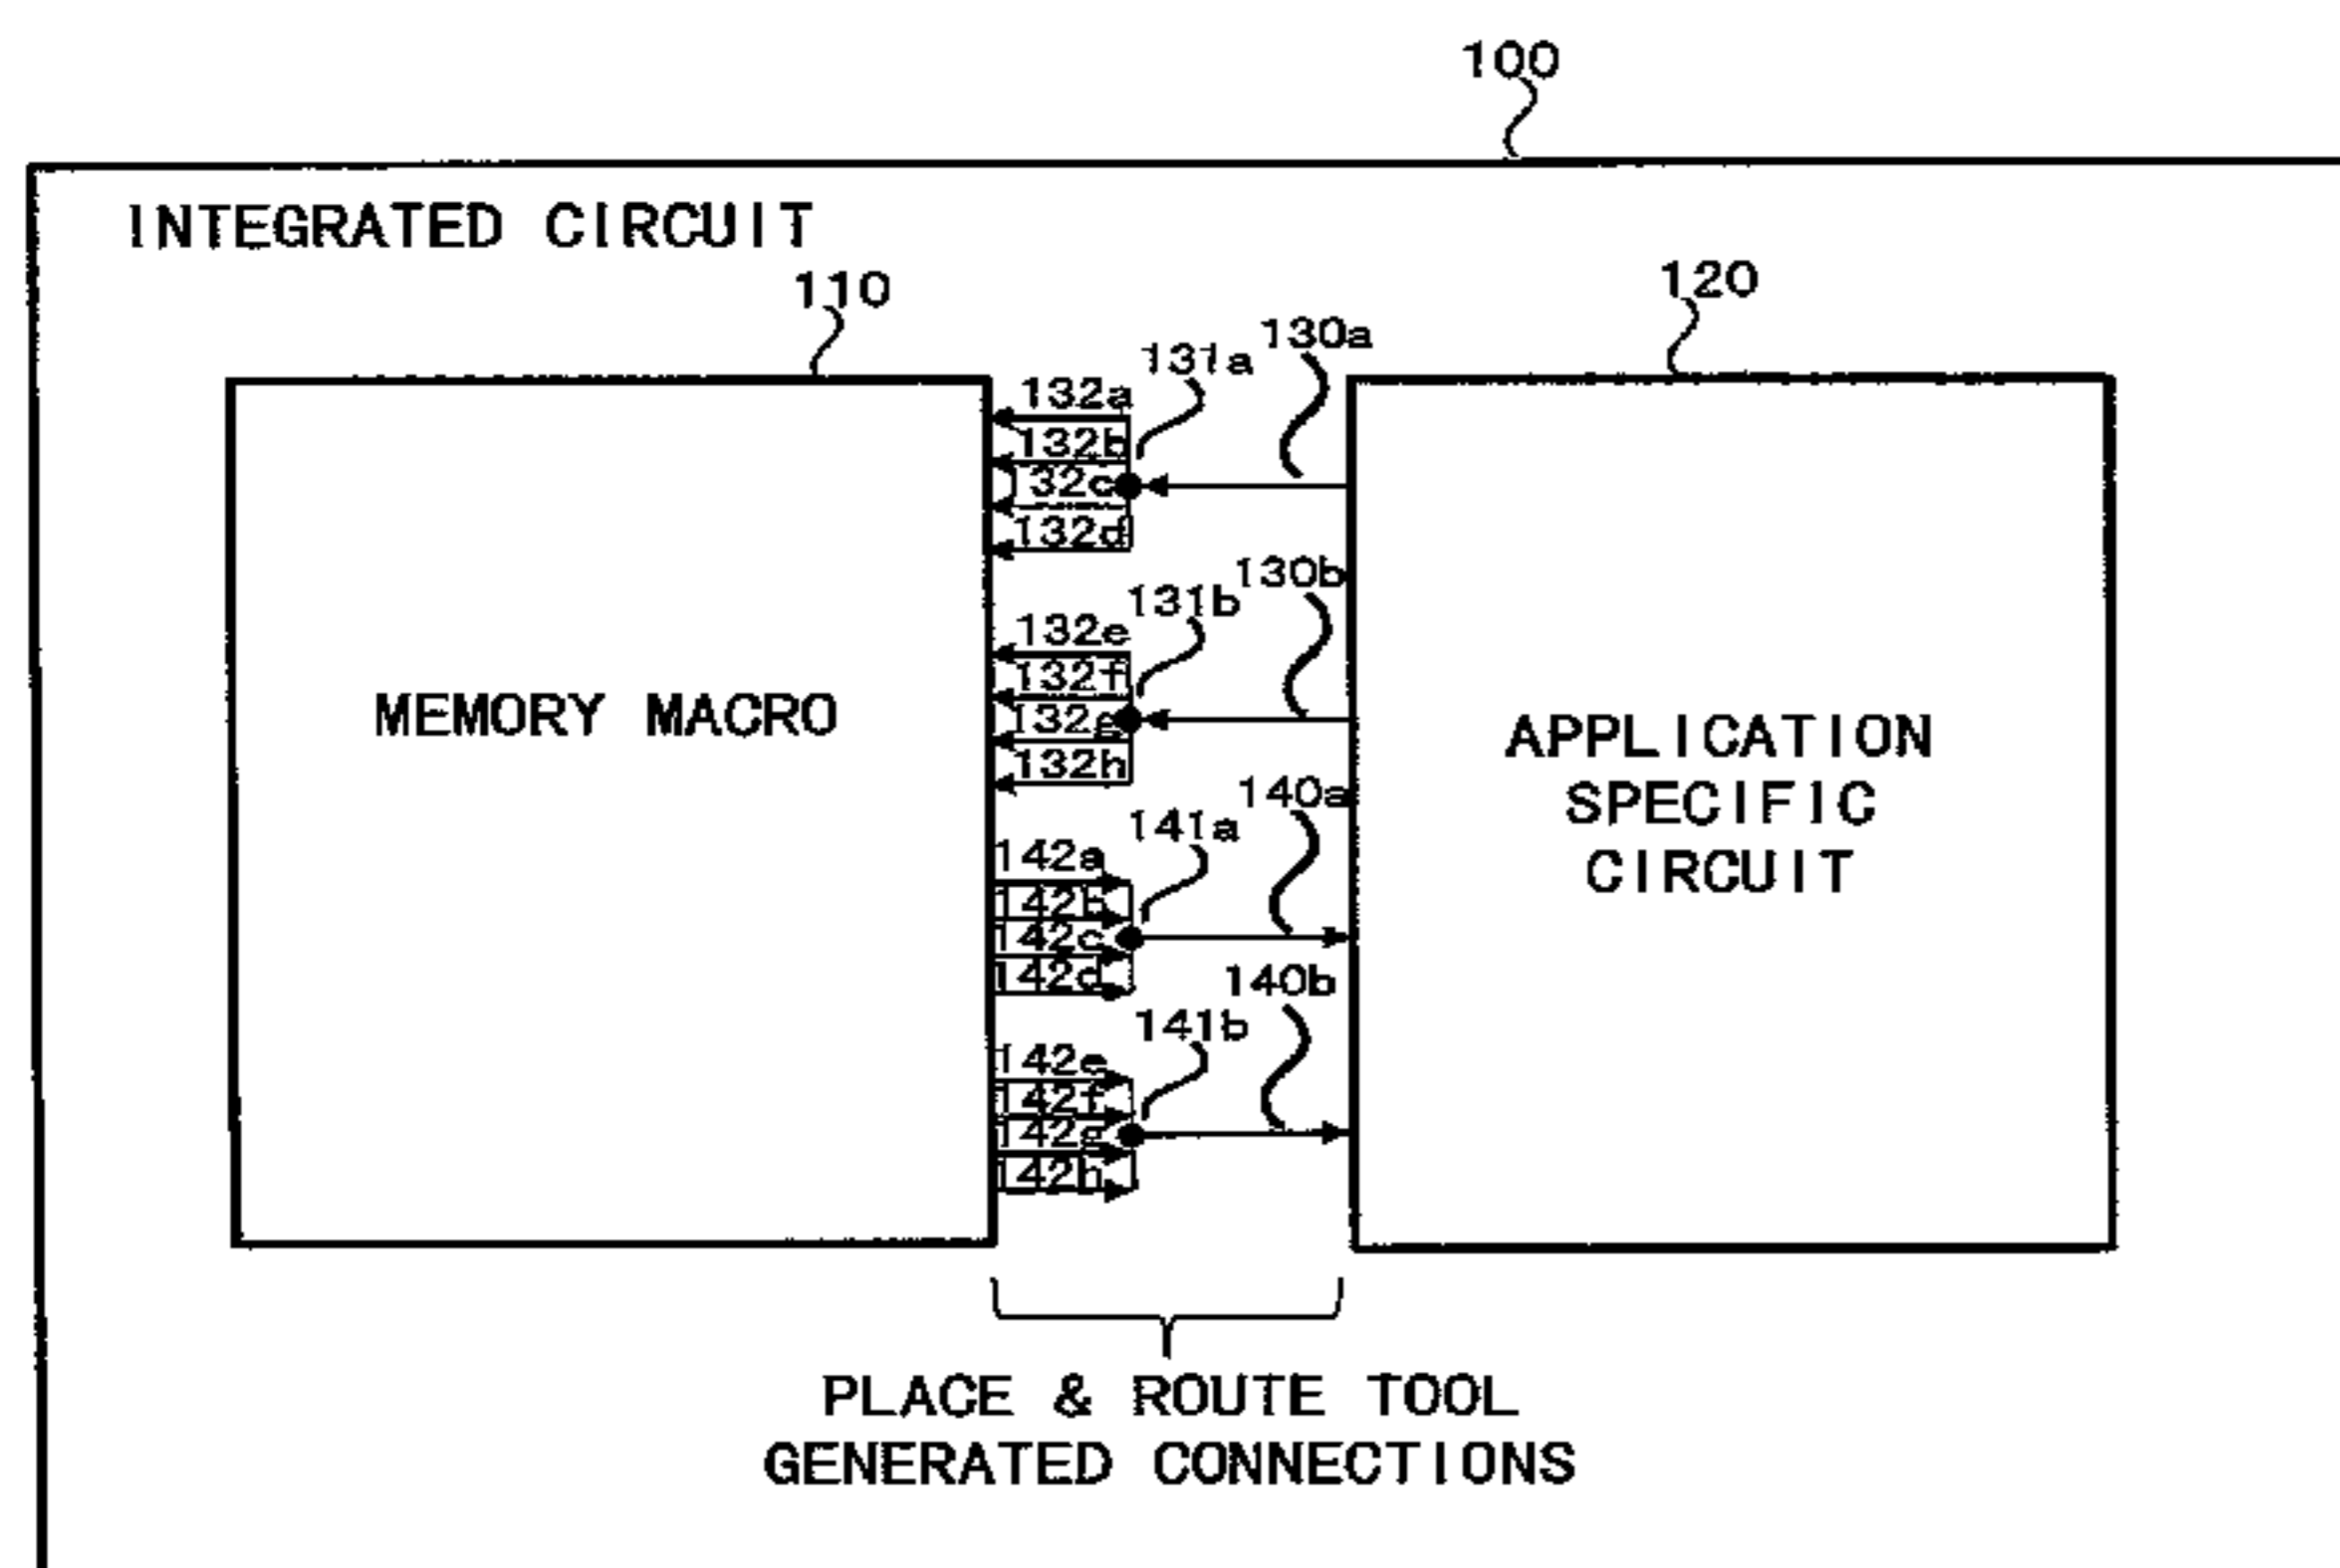 100
INTEGRATED CIRCUIT
110
120
130a
131a
132a
132b
132c
132d
130b
131b
132e
132f
132g
132h
140a
141a
142a
142b
142c
142d
140b
141b
142e
142f
142g
142h
MEMORY MACRO
APPLICATION
SPECIFIC
CIRCUIT
PLACE & ROUTE TOOL
GENERATED CONNECTIONS